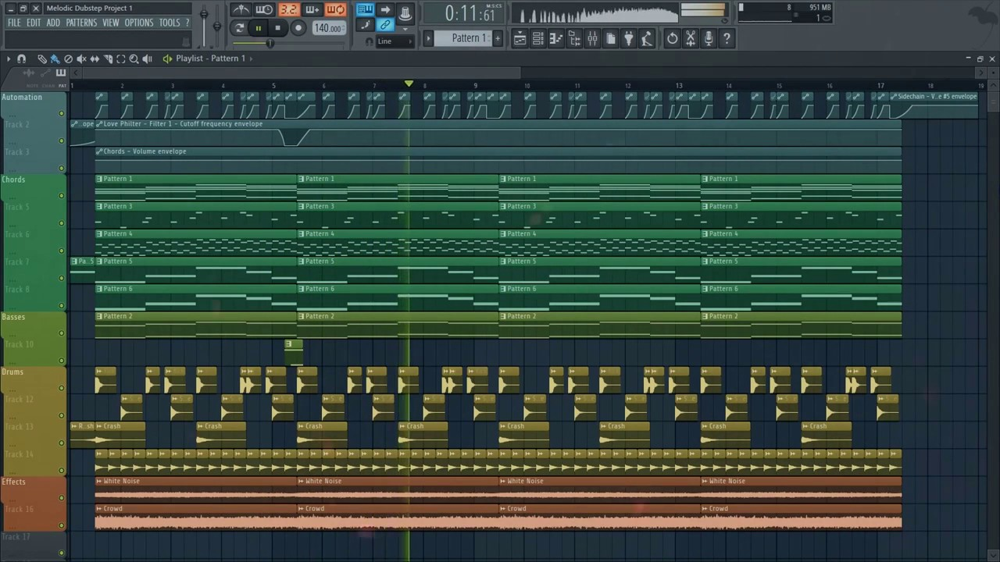 Melodic Dubstep Project 1
FILE EDIT ADD PATTERNS VIEW OPTIONS TOOLS ?
3.2
140.000
0:11:61
M:S:CS
Line
Pattern 1
8
951 MB
1
Playlist - Pattern 1
1 2 3 4 5 6 7 8 9 10 11 12 13 14 15 16 17 18 19
Automation
Sidechain - V..e #5 envelope
Track 2
..ope
Love Philter - Filter 1 - Cutoff frequency envelope
Track 3
Chords - Volume envelope
Chords
Pattern 1 Pattern 1 Pattern 1 Pattern 1
Track 5
Pattern 3 Pattern 3 Pattern 3 Pattern 3
Track 6
Pattern 4 Pattern 4 Pattern 4 Pattern 4
Track 7
Pa..5 Pattern 5 Pattern 5 Pattern 5 Pattern 5
Track 8
Pattern 6 Pattern 6 Pattern 6 Pattern 6
Basses
Pattern 2 Pattern 2 Pattern 2 Pattern 2
Track 10
Drums
Track 12
Track 13
R..sh Crash Crash Crash Crash Crash Crash Crash Crash
Track 14
Effects
White Noise White Noise White Noise White Noise
Track 16
Crowd Crowd Crowd Crowd
Track 17